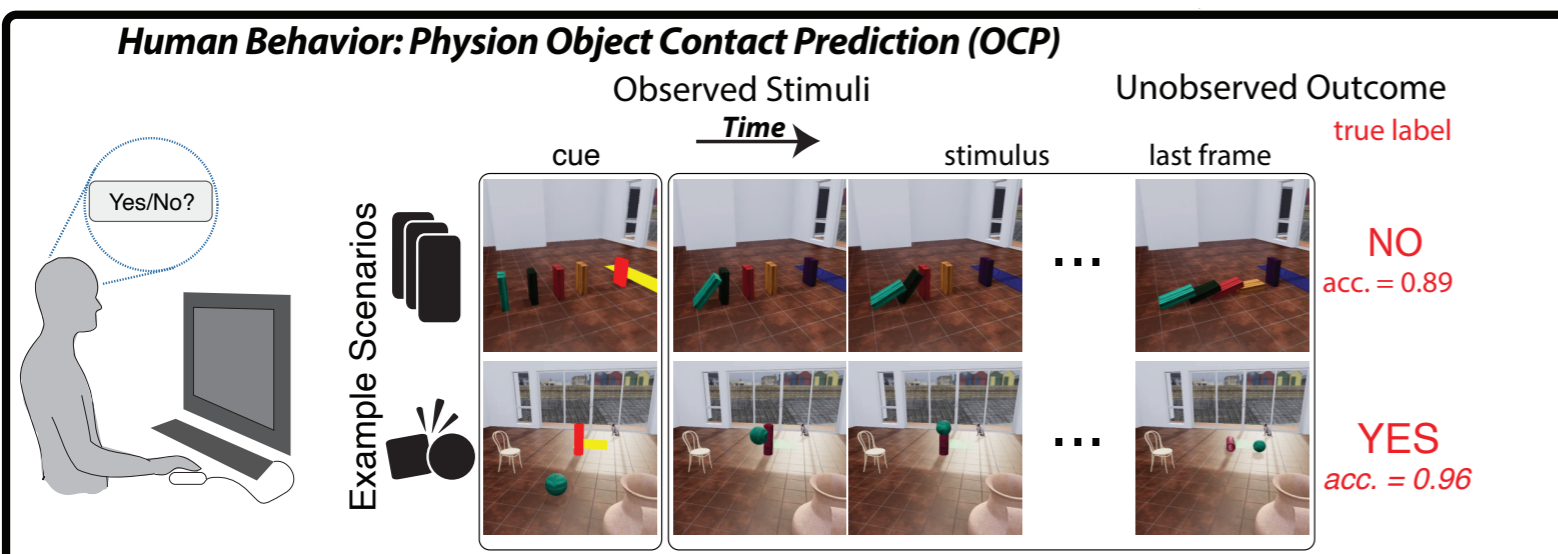 Human Behavior: Physion Object Contact Prediction (OCP)
Observed Stimuli
Unobserved Outcome
Time
true label
cue
stimulus
last frame
Yes/No?
Example Scenarios
...
NO
acc. = 0.89
...
YES
acc. = 0.96